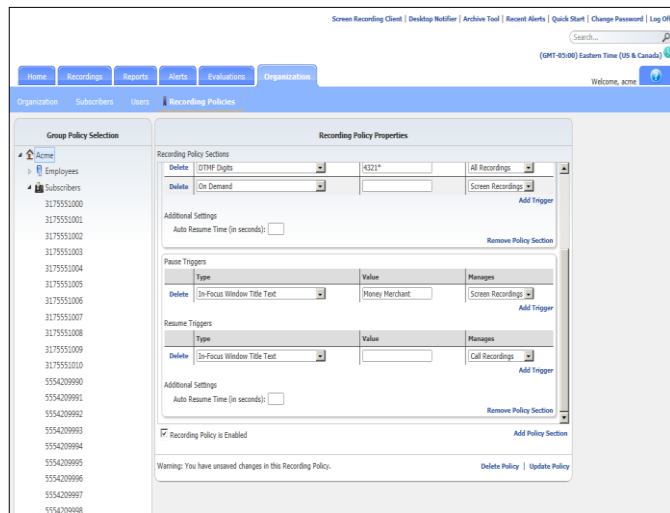 Screen Recording Client | Desktop Notifier | Archive Tool | Recent Alerts | Quick Start | Change Password | Log Off
Search...
(GMT-05:00) Eastern Time (US & Canada)
Home Recordings Reports Alerts Evaluations Organization
Welcome, acme
Organization Subscribers Users Recording Policies
Group Policy Selection
Acme
Employees
Subscribers
3175551000
3175551001
3175551002
3175551003
3175551004
3175551005
3175551006
3175551007
3175551008
3175551009
3175551010
5554209990
5554209991
5554209992
5554209993
5554209994
5554209995
5554209996
5554209997
5554209998
Recording Policy Properties
Recording Policy Sections
Delete DTMF Digits 4321* All Recordings
Delete On Demand Screen Recordings
Add Trigger
Additional Settings
Auto Resume Time (in seconds):
Remove Policy Section
Pause Triggers
Type Value Manages
Delete In-Focus Window Title Text Money Merchant Screen Recordings
Add Trigger
Resume Triggers
Type Value Manages
Delete In-Focus Window Title Text Call Recordings
Add Trigger
Additional Settings
Auto Resume Time (in seconds):
Remove Policy Section
Recording Policy is Enabled
Add Policy Section
Warning: You have unsaved changes in this Recording Policy.
Delete Policy | Update Policy